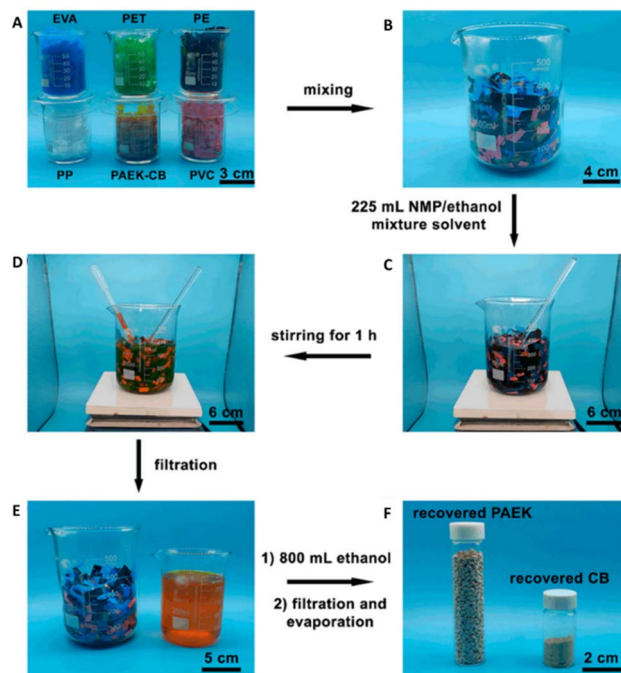 A
EVA
PET
PE
PP
PAEK-CB
PVC
3 cm
mixing
B
4 cm
225 mL NMP/ethanol
mixture solvent
D
6 cm
stirring for 1 h
C
6 cm
filtration
E
5 cm
1) 800 mL ethanol
2) filtration and
evaporation
F
recovered PAEK
recovered CB
2 cm